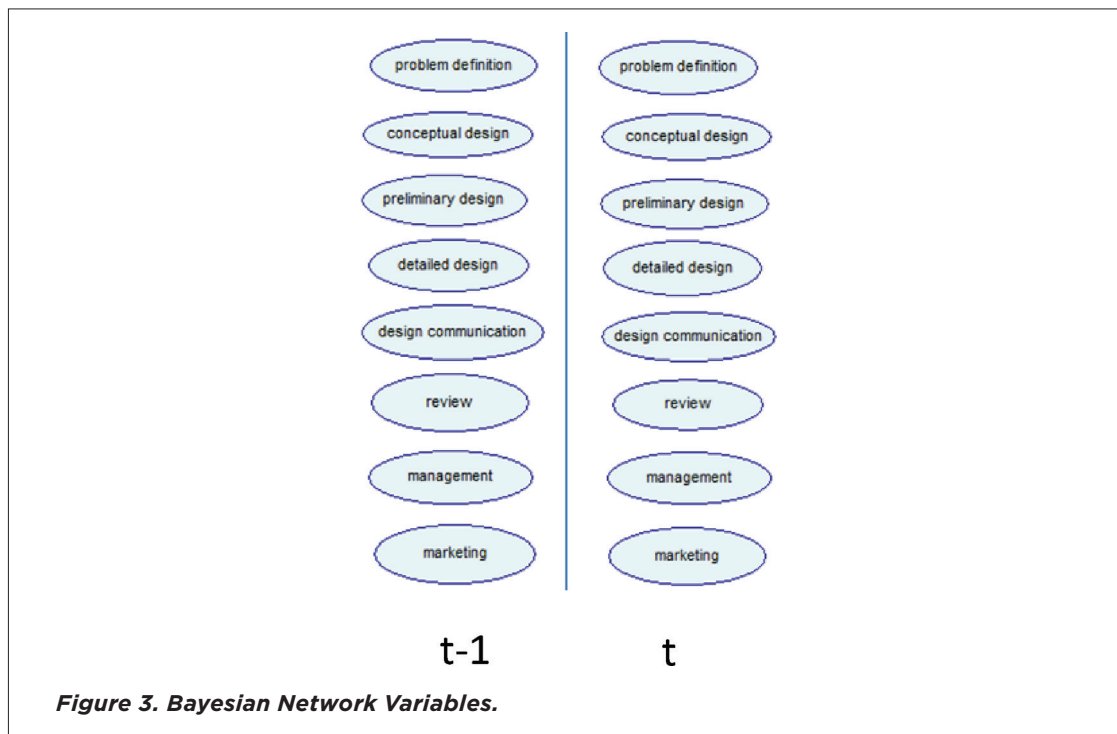 problem definition
problem definition
conceptual design
conceptual design
preliminary design
preliminary design
detailed design
detailed design
design communication
design communication
review
review
management
management
marketing
marketing
t-1
t
Figure 3. Bayesian Network Variables.